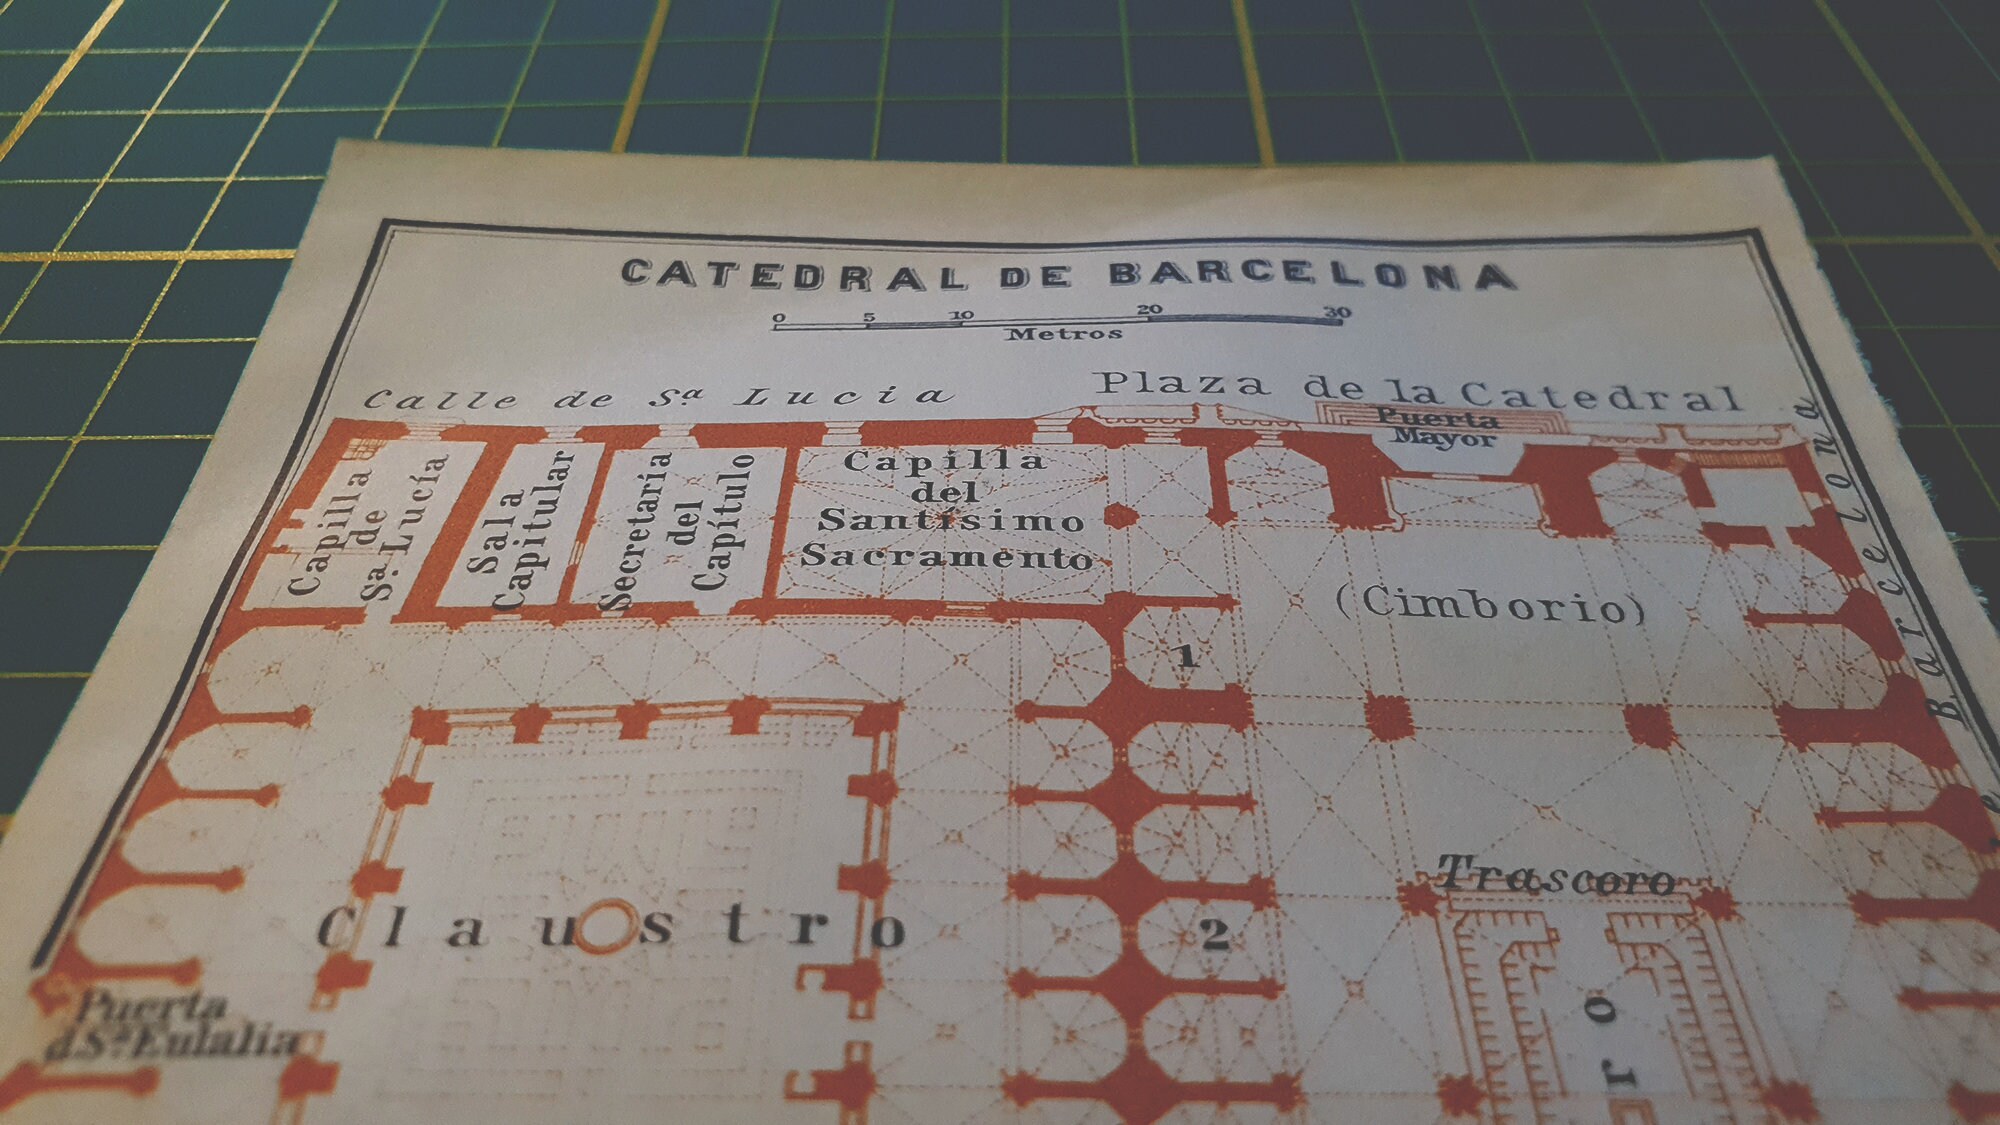 CATEDRAL DE BARCELONA
0 5 10 20 30
Metros
Calle de Sª Lucia
Plaza de la Catedral
Puerta
Mayor
Barcelona
Capilla
de
Sª. Lucía
Sala
Capitular
Secretaría
del
Capítulo
Capilla
del
Santísimo
Sacramento
(Cimborio)
1
Trascoro
Claustro
2
Puerta
d.Sª Eulalia
ro